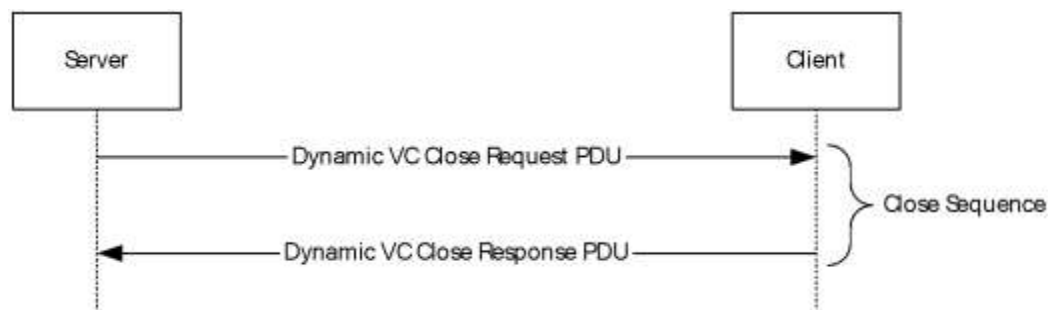 Server
Client
Dynamic VC Close Request PDU
Close Sequence
Dynamic VC Close Response PDU